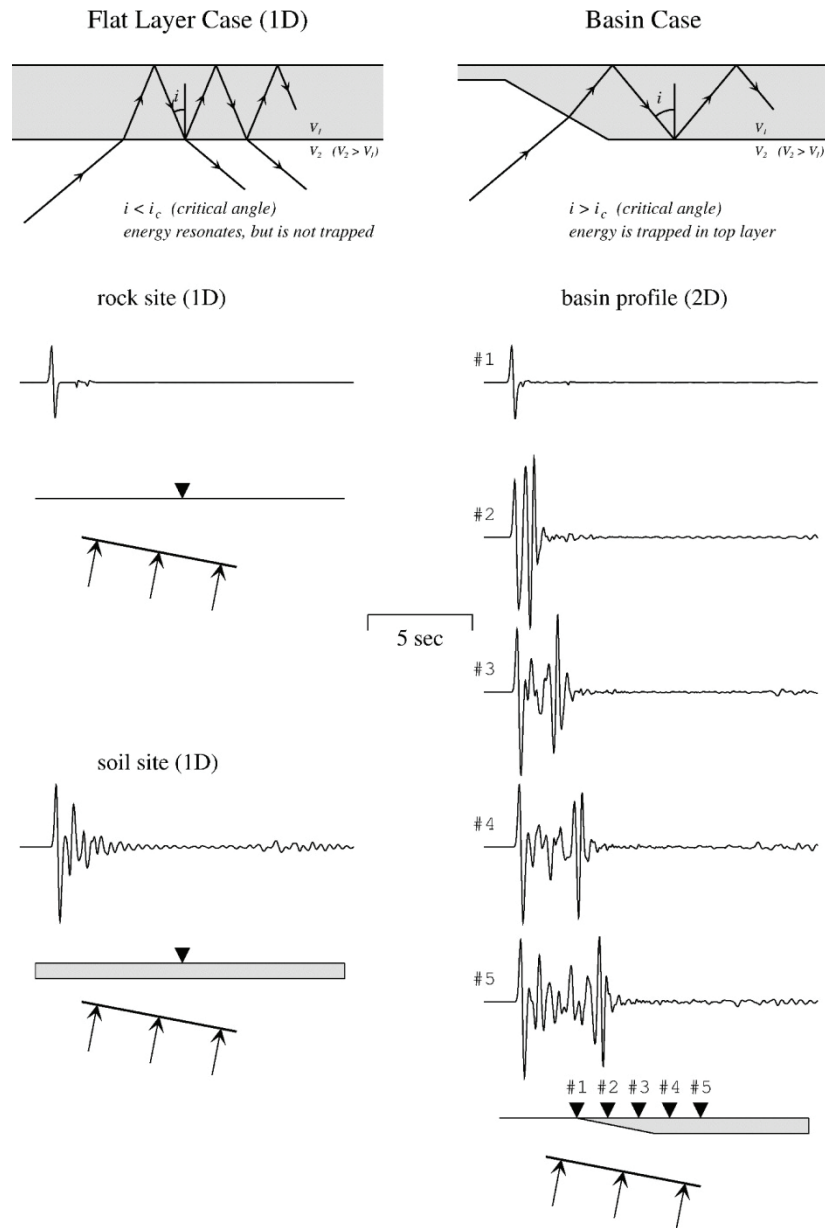 Flat Layer Case (1D)
Basin Case
i
V1
V2 (V2 > V1)
i < ic (critical angle)
energy resonates, but is not trapped
i
V1
V2 (V2 > V1)
i > ic (critical angle)
energy is trapped in top layer
rock site (1D)
basin profile (2D)
#1
#2
5 sec
#3
soil site (1D)
#4
#5
#1 #2 #3 #4 #5